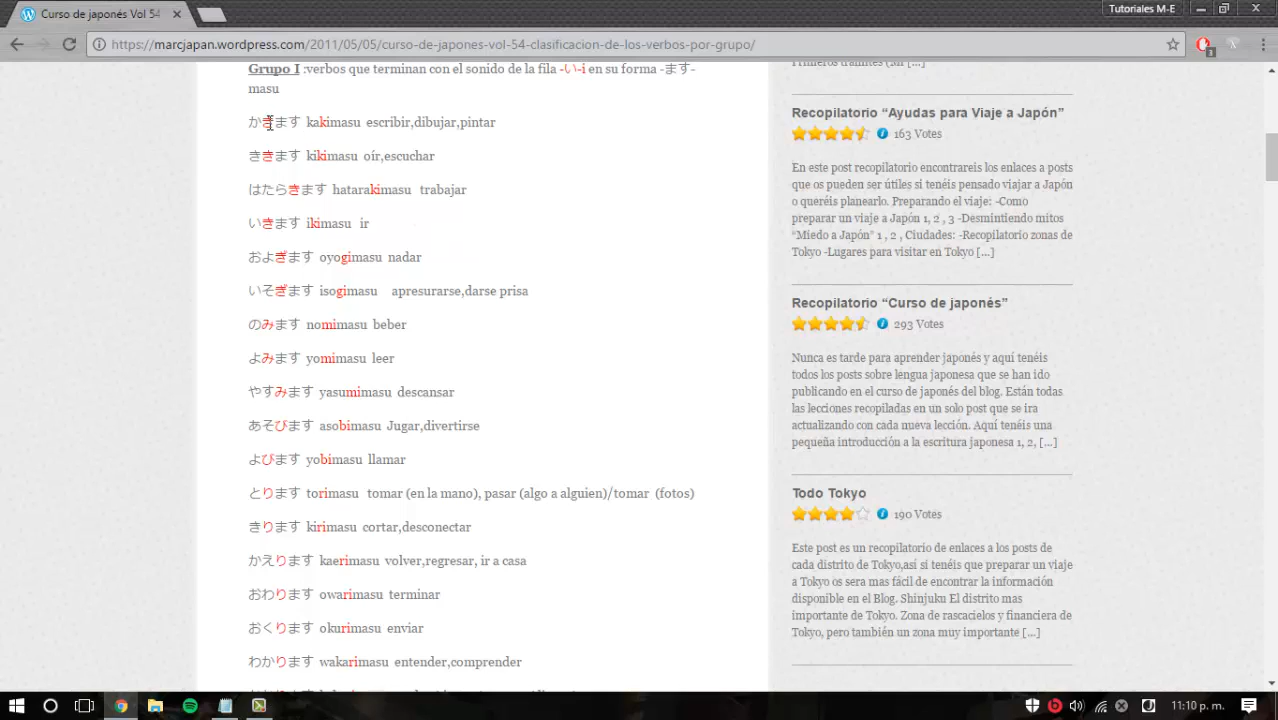 Curso de japonés Vol 54
Tutoriales M-E
https://marcjapan.wordpress.com/2011/05/05/curso-de-japones-vol-54-clasificacion-de-los-verbos-por-grupo/
1
Grupo I :verbos que terminan con el sonido de la fila -い-i en su forma -ます-
masu
かきます kakimasu escribir,dibujar,pintar
ききます kikimasu oír,escuchar
はたらきます hatarakimasu trabajar
いきます ikimasu ir
およぎます oyogimasu nadar
いそぎます isogimasu apresurarse,darse prisa
のみます nomimasu beber
よみます yomimasu leer
やすみます yasumimasu descansar
あそびます asobimasu Jugar,divertirse
よびます yobimasu llamar
とります torimasu tomar (en la mano), pasar (algo a alguien)/tomar (fotos)
きります kirimasu cortar,desconectar
かえります kaerimasu volver,regresar, ir a casa
おわります owarimasu terminar
おくります okurimasu enviar
わかります wakarimasu entender,comprender
Primeros trámites (Mi […]
Recopilatorio “Ayudas para Viaje a Japón”
163 Votes
En este post recopilatorio encontrareis los enlaces a posts
que os pueden ser útiles si tenéis pensado viajar a Japón
o queréis planearlo. Preparando el viaje: -Como
preparar un viaje a Japón 1, 2 , 3 -Desmintiendo mitos
“Miedo a Japón” 1 , 2 , Ciudades: -Recopilatorio zonas de
Tokyo -Lugares para visitar en Tokyo […]
Recopilatorio “Curso de japonés”
293 Votes
Nunca es tarde para aprender japonés y aquí tenéis
todos los posts sobre lengua japonesa que se han ido
publicando en el curso de japonés del blog. Están todas
las lecciones recopiladas en un solo post que se ira
actualizando con cada nueva lección. Aquí tenéis una
pequeña introducción a la escritura japonesa 1, 2, […]
Todo Tokyo
190 Votes
Este post es un recopilatorio de enlaces a los posts de
cada distrito de Tokyo,así si tenéis que preparar un viaje
a Tokyo os sera mas fácil de encontrar la información
disponible en el Blog. Shinjuku El distrito mas
importante de Tokyo. Zona de rascacielos y financiera de
Tokyo, pero también un zona muy importante […]
11:10 p. m.